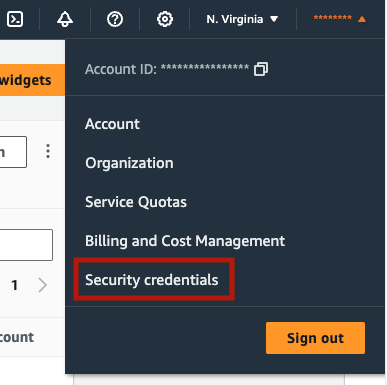 N. Virginia
********
widgets
Account ID: ****************
Account
Organization
Service Quotas
1
Billing and Cost Management
Security credentials
count
Sign out